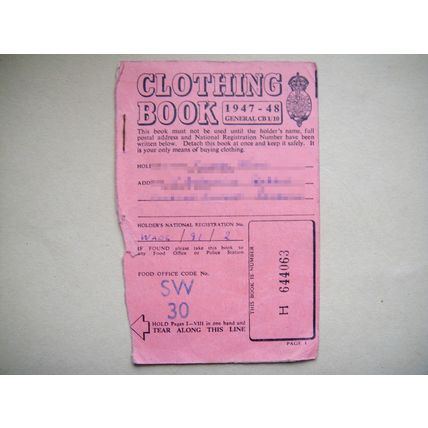 CLOTHING
BOOK
1947-48
GENERAL CB1/10
This book must not be used until the holder's name, full
postal address and National Registration Number have been
written below. Detach this book at once and keep it safely. It
is your only means of buying clothing.
HOLDER'S NATIONAL REGISTRATION No.
/ 91 / 2
IF FOUND please take this book to
any Food Office or Police Station
FOOD OFFICE CODE No.
SW
30
HOLD Pages I—VIII in one hand and
TEAR ALONG THIS LINE
THIS BOOK IS NUMBER
H 644063
PAGE I